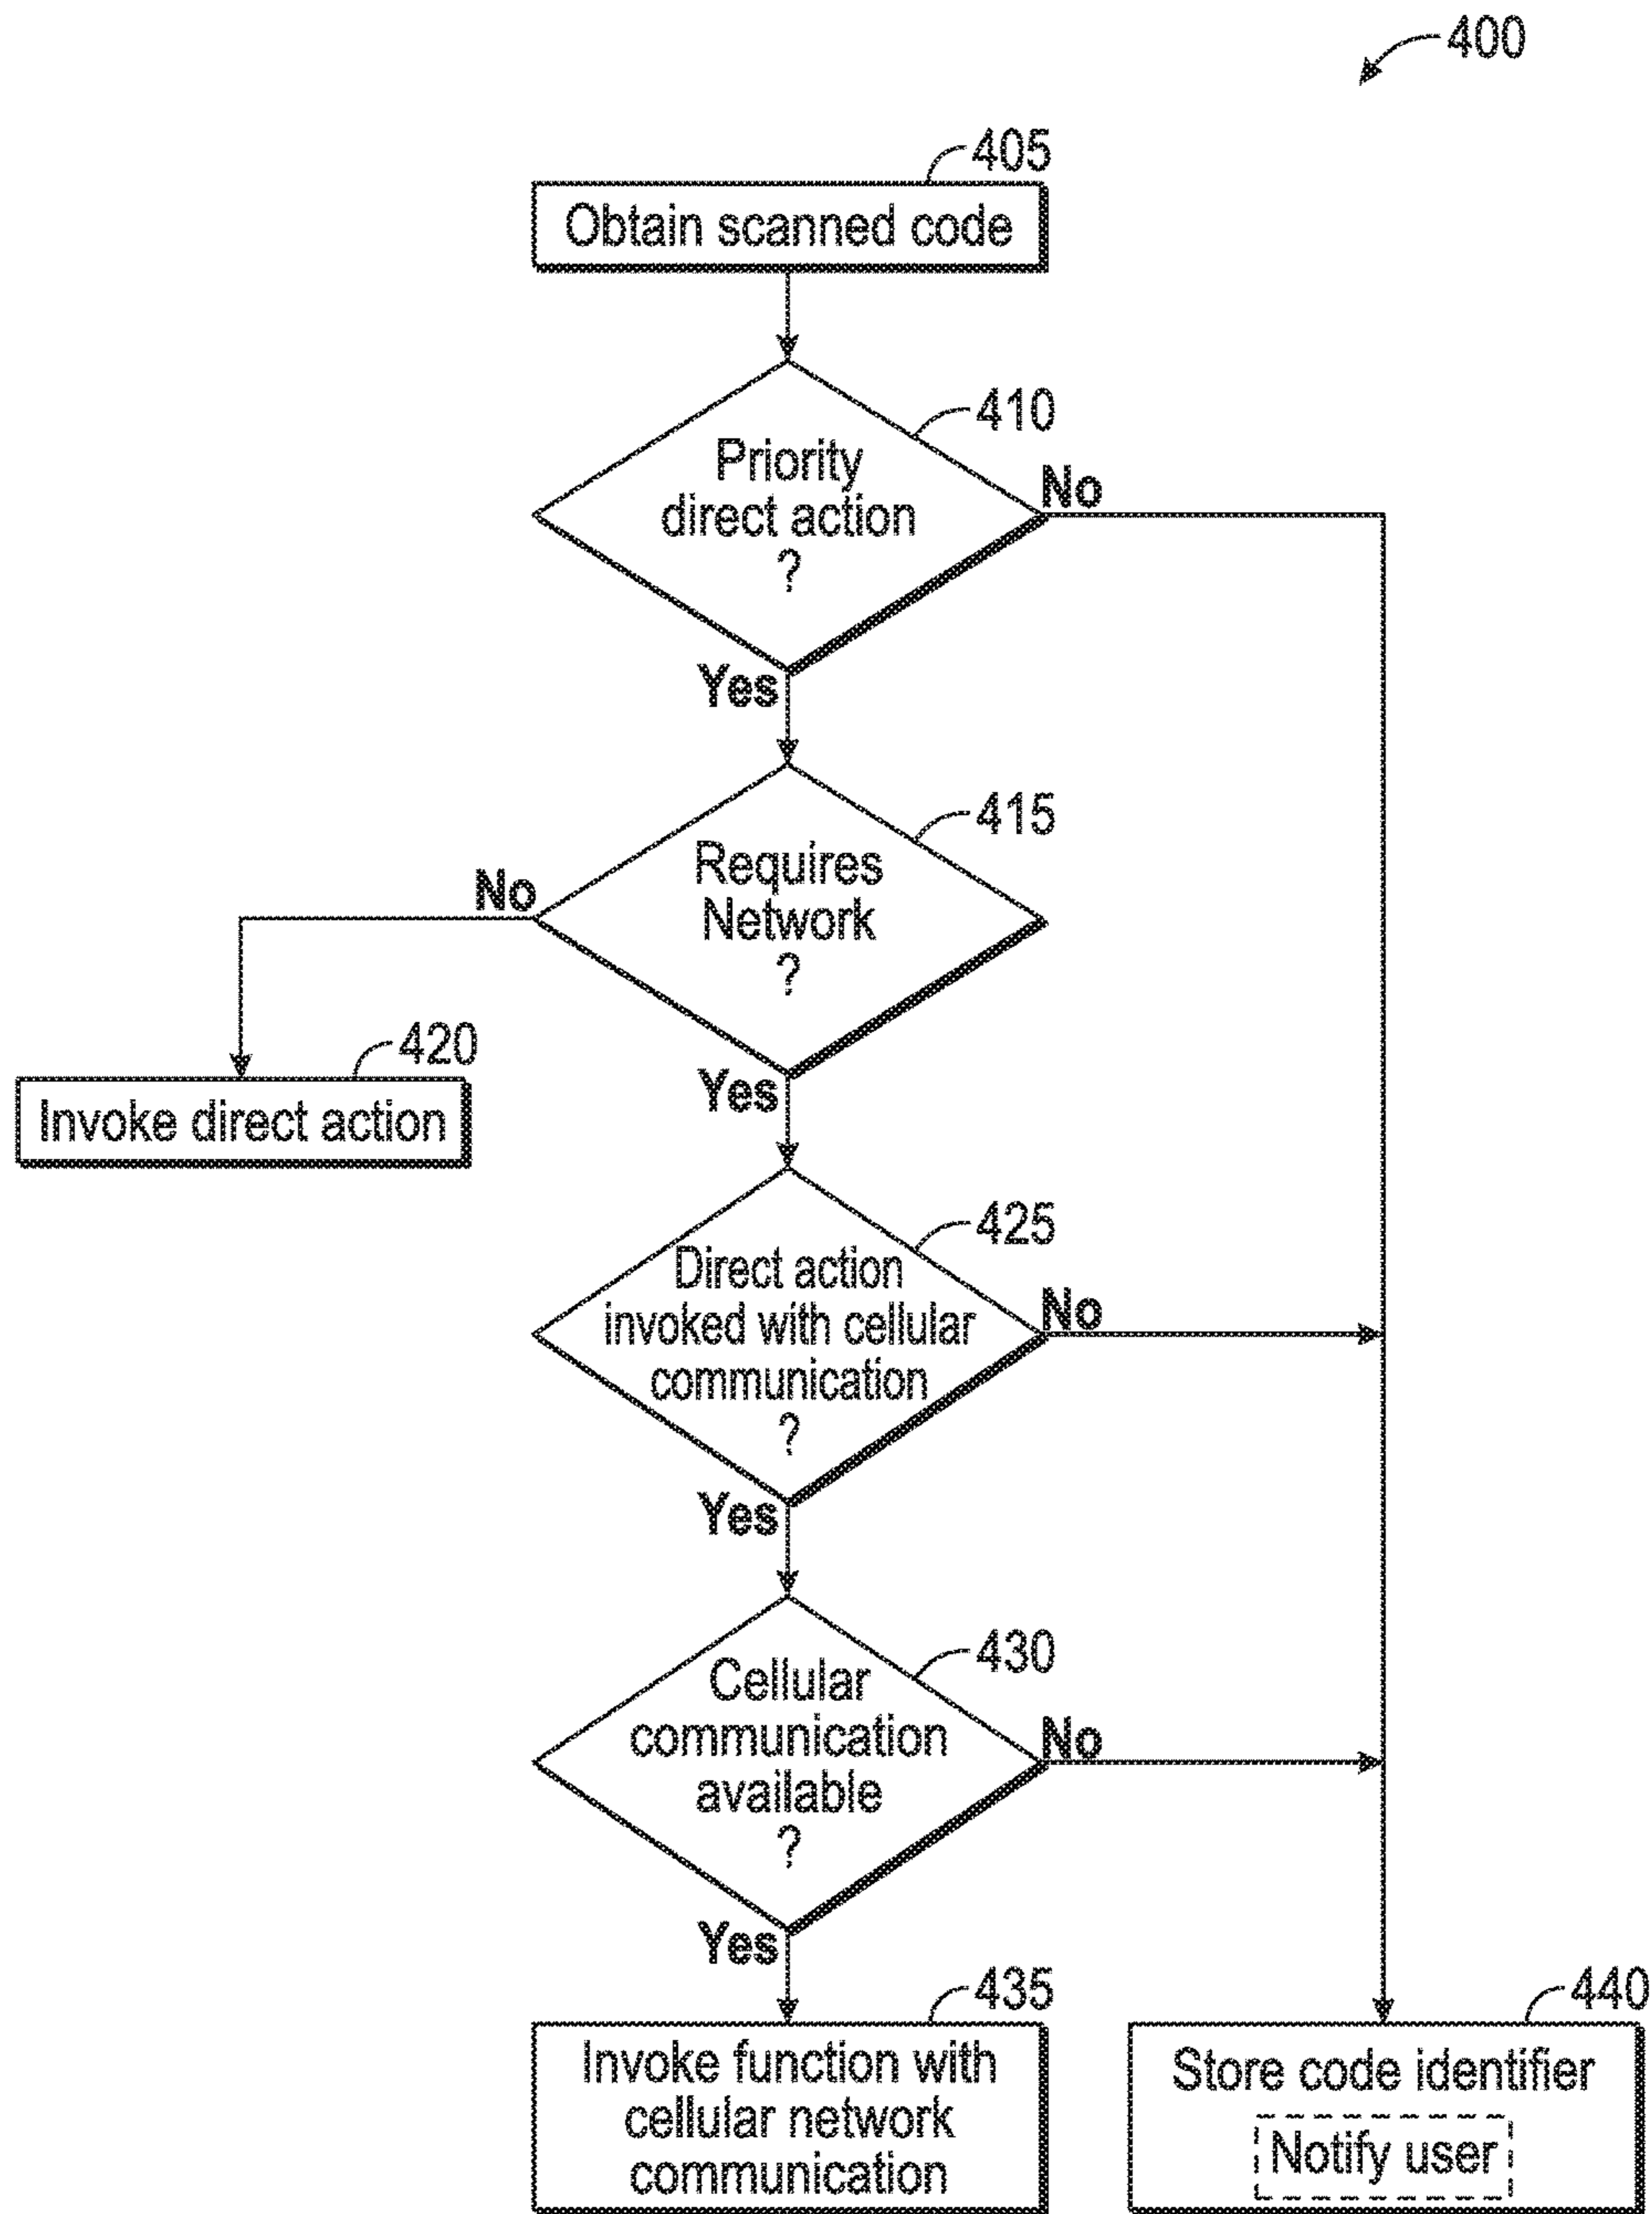 400
405
Obtain scanned code
410
Priority
direct action
?
No
Yes
415
Requires
Network
?
No
Yes
420
Invoke direct action
425
Direct action
invoked with cellular
communication
?
No
Yes
430
Cellular
communication
available
?
No
Yes
435
Invoke function with
cellular network
communication
440
Store code identifier
Notify user